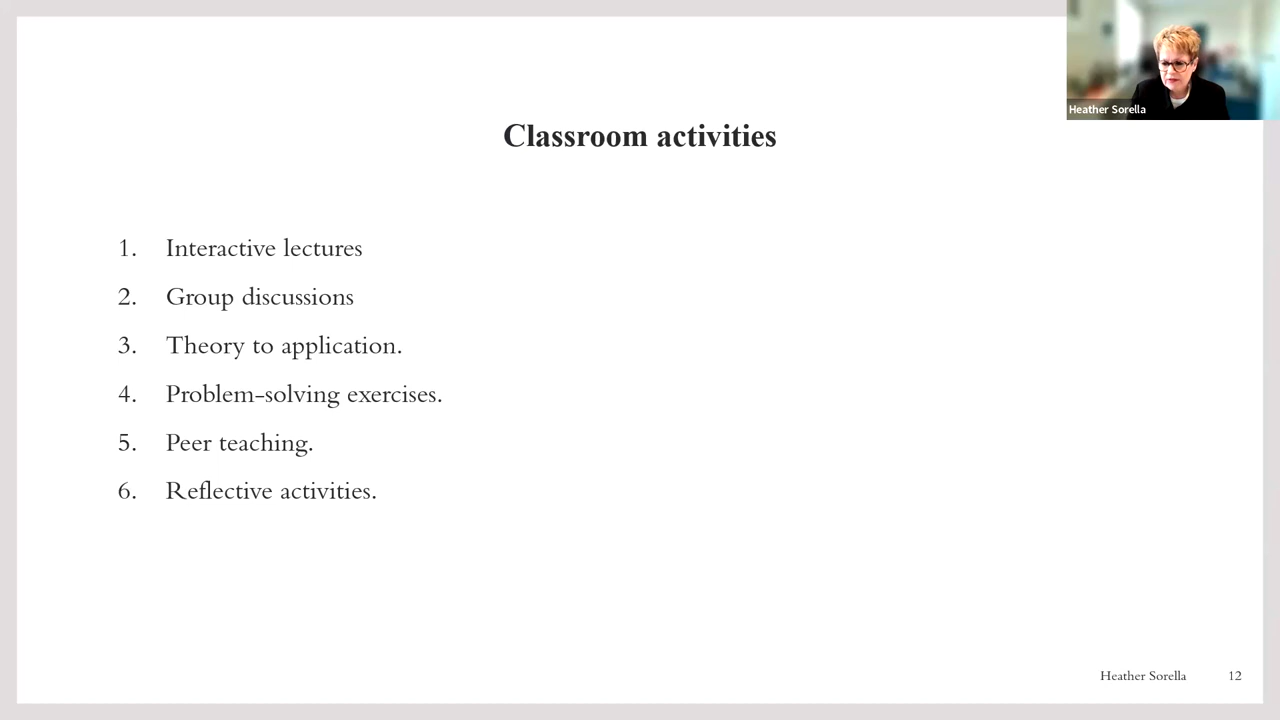 Heather Sorella
Classroom activities
1. Interactive lectures
2. Group discussions
3. Theory to application.
4. Problem-solving exercises.
5. Peer teaching.
6. Reflective activities.
Heather Sorella 12